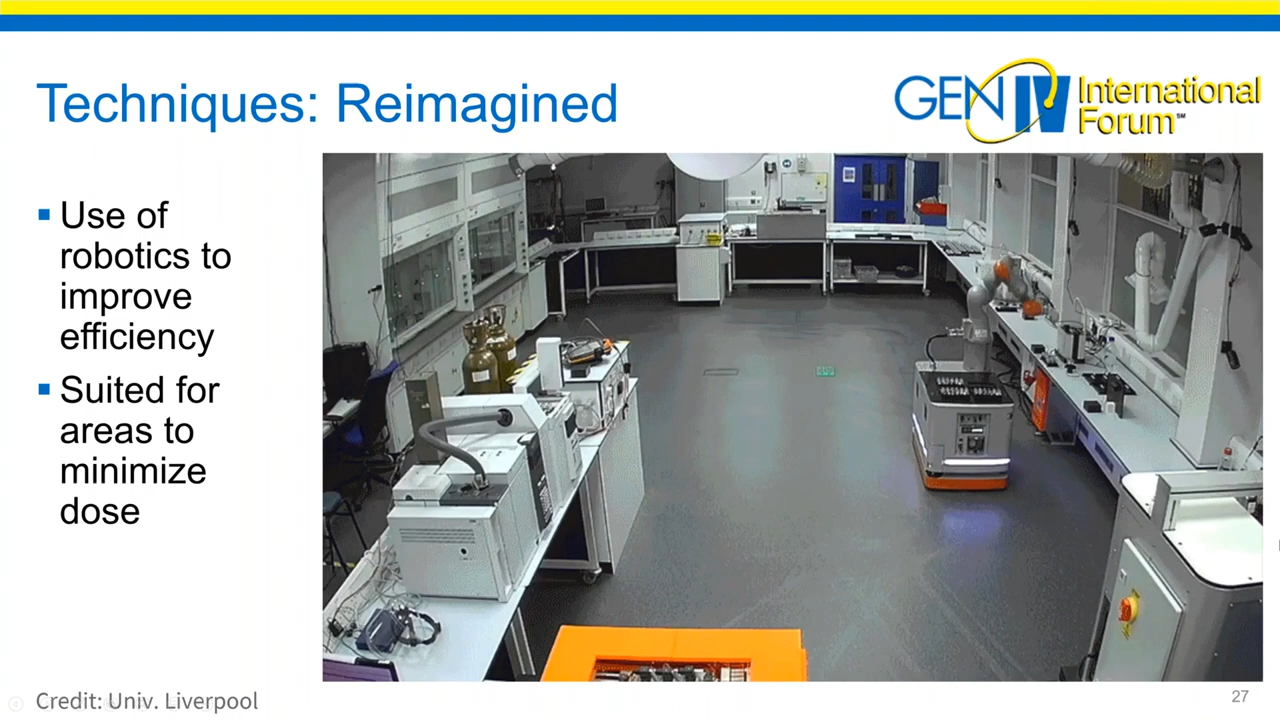 Techniques: Reimagined
GEN IV International
Forum℠
▪ Use of
robotics to
improve
efficiency
▪ Suited for
areas to
minimize
dose
Credit: Univ. Liverpool
27